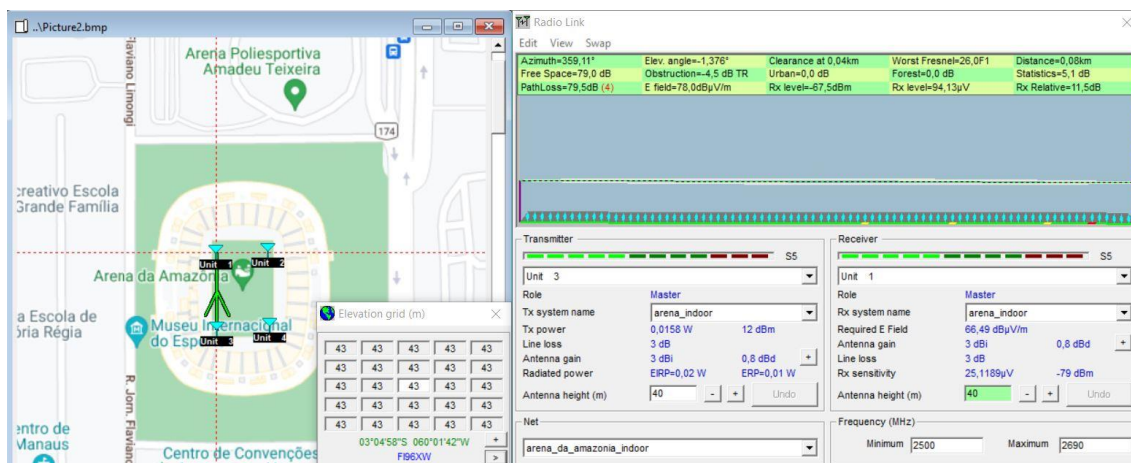 ..\Picture2.bmp
Flaviano Limongi
Arena Poliesportiva
Amadeu Teixeira
174
creativo Escola
Grande Família
Unit 1
Unit 2
Arena da Amazônia
a Escola de
ória Régia
Museu Internacional
do Esp
Unit 3
Unit 4
R. Jorn. Flaviano
entro de
Manaus
Centro de Convenções
Elevation grid (m)
43 43 43 43 43
43 43 43 43 43
43 43 43 43 43
43 43 43 43 43
43 43 43 43 43
03°04'58"S 060°01'42"W
+
FI96XW
>
Radio Link
Edit View Swap
Azimuth=359,11° Elev. angle=-1,376° Clearance at 0,04km Worst Fresnel=26,0F1 Distance=0,08km
Free Space=79,0 dB Obstruction=-4,5 dB TR Urban=0,0 dB Forest=0,0 dB Statistics=5,1 dB
PathLoss=79,5dB (4) E field=78,0dBµV/m Rx level=-67,5dBm Rx level=94,13µV Rx Relative=11,5dB
Transmitter
S5
Unit 3
Role Master
Tx system name arena_indoor
Tx power 0,0158 W 12 dBm
Line loss 3 dB
Antenna gain 3 dBi 0,8 dBd +
Radiated power EIRP=0,02 W ERP=0,01 W
Antenna height (m) 40 - + Undo
Net
arena_da_amazonia_indoor
Receiver
S5
Unit 1
Role Master
Rx system name arena_indoor
Required E Field 66,49 dBµV/m
Antenna gain 3 dBi 0,8 dBd +
Line loss 3 dB
Rx sensitivity 25,1189µV -79 dBm
Antenna height (m) 40 - + Undo
Frequency (MHz)
Minimum 2500 Maximum 2690